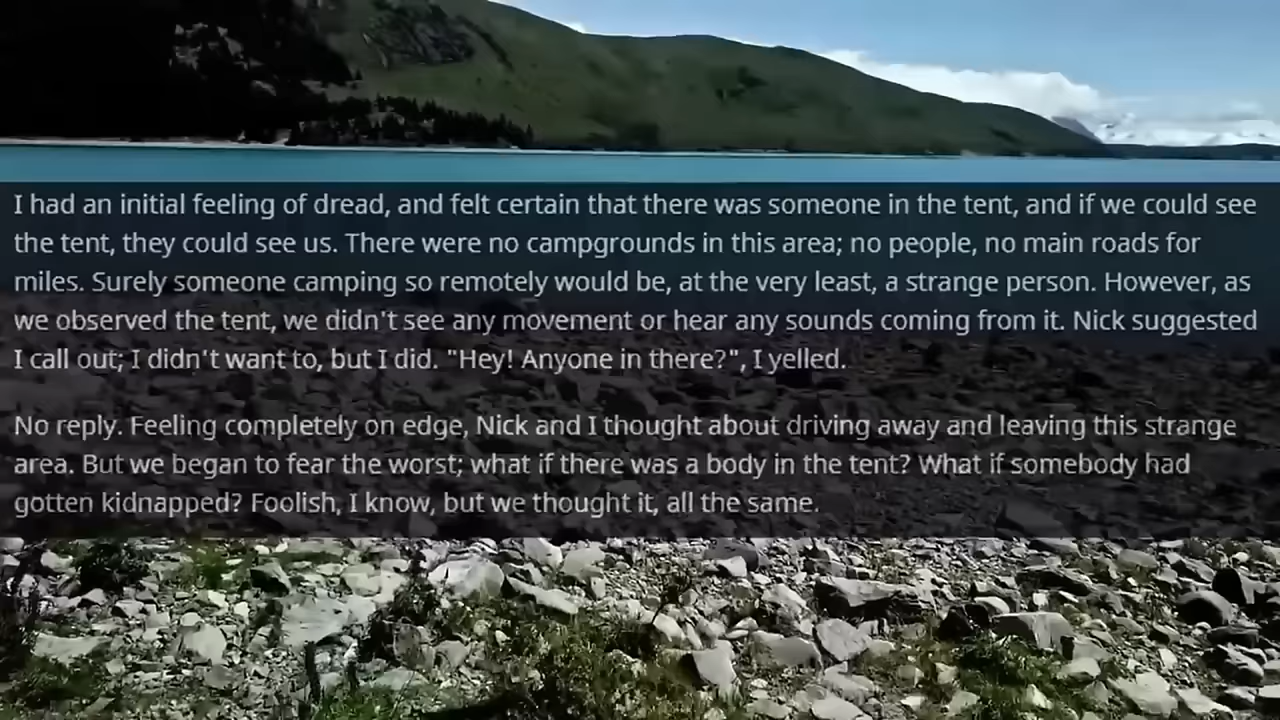 I had an initial feeling of dread, and felt certain that there was someone in the tent, and if we could see
the tent, they could see us. There were no campgrounds in this area; no people, no main roads for
miles. Surely someone camping so remotely would be, at the very least, a strange person. However, as
we observed the tent, we didn't see any movement or hear any sounds coming from it. Nick suggested
I call out; I didn't want to, but I did. "Hey! Anyone in there?", I yelled.
No reply. Feeling completely on edge, Nick and I thought about driving away and leaving this strange
area. But we began to fear the worst; what if there was a body in the tent? What if somebody had
gotten kidnapped? Foolish, I know, but we thought it, all the same.